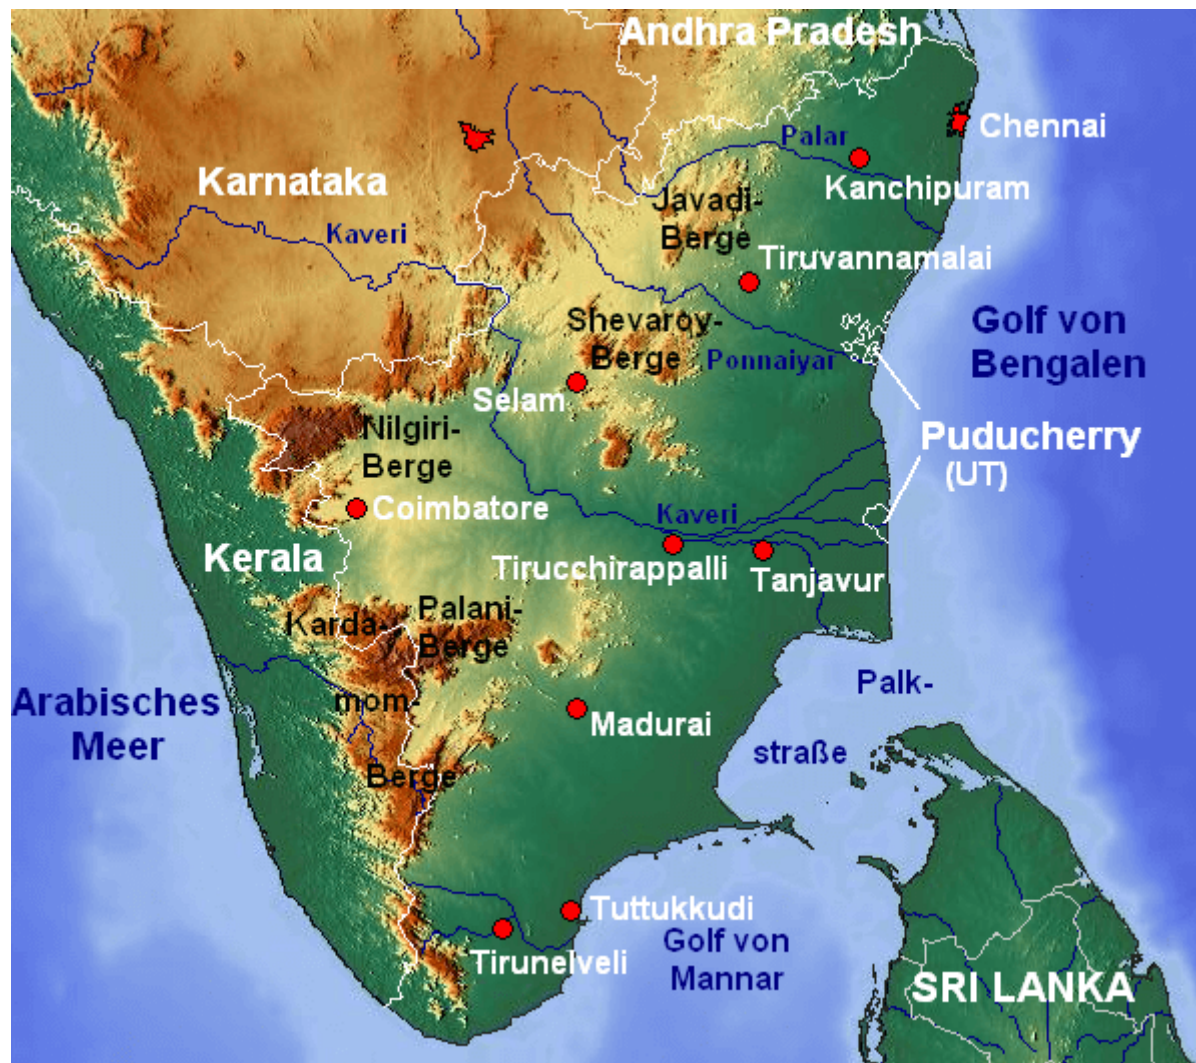 Andhra Pradesh
Chennai
Palar
Kanchipuram
Karnataka
Javadi-
Berge
Kaveri
Tiruvannamalai
Golf von
Bengalen
Shevaroy-
Berge
Ponnaiyar
Selam
Nilgiri-
Berge
Puducherry
(UT)
Coimbatore
Kaveri
Kerala
Tirucchirappalli
Tanjavur
Karda-
mom-
Berge
Palani-
Berge
Arabisches
Meer
Madurai
Palk-
straße
Tuttukkudi
Tirunelveli
Golf von
Mannar
SRI LANKA